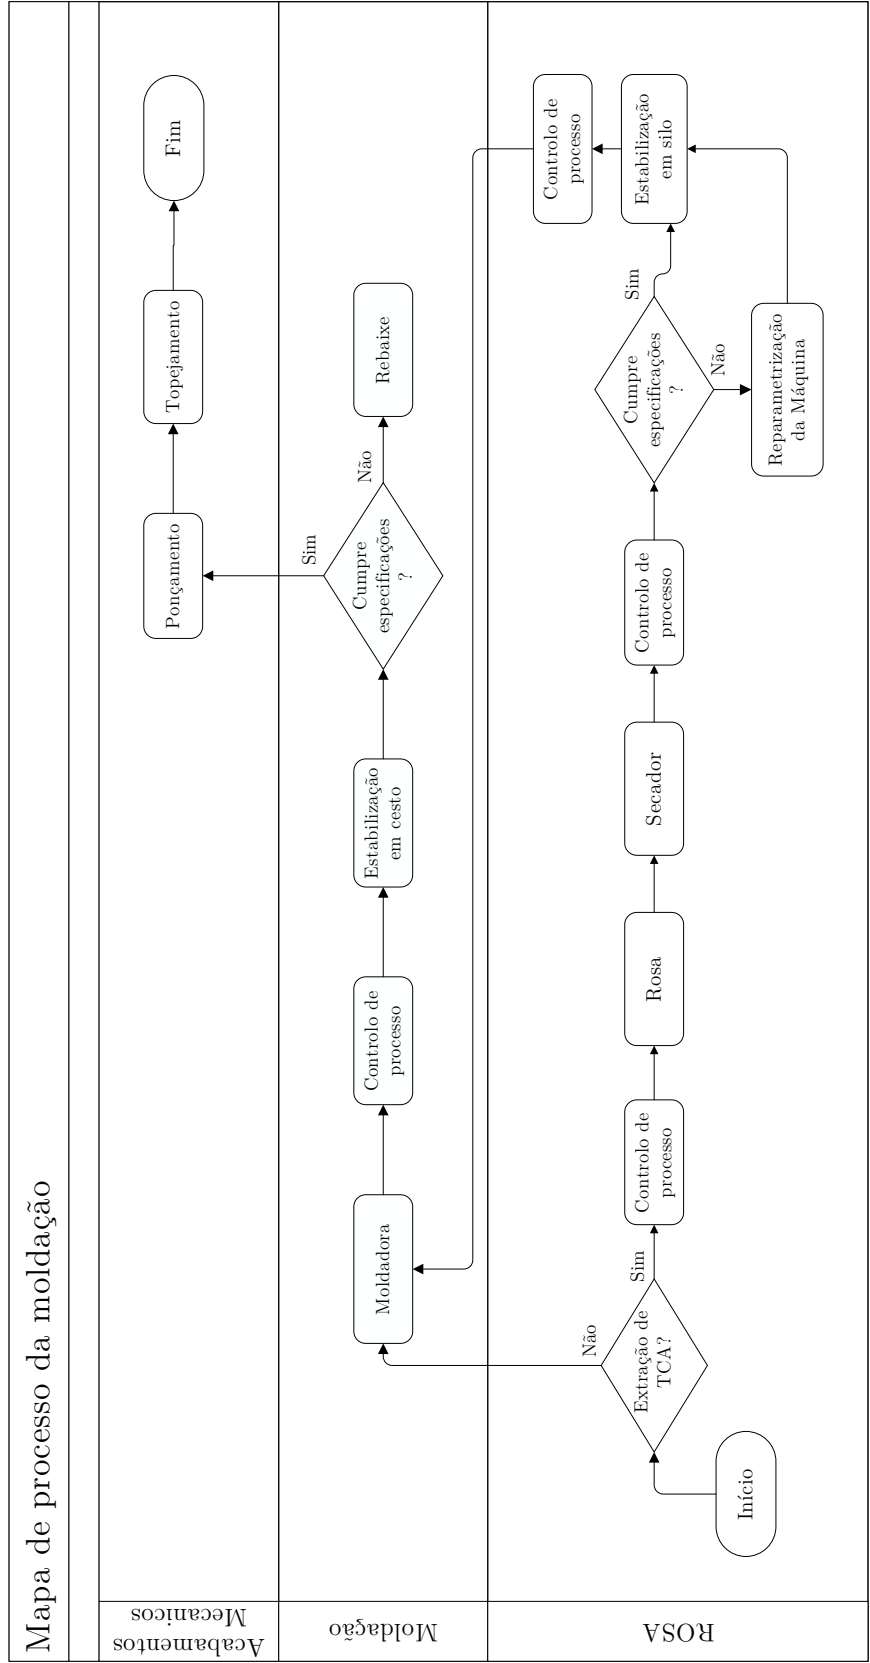 Mapa de processo da moldação
Acabamentos
Mecanicos
Ponçamento
Topejamento
Fim
Moldação
Moldadora
Controlo de
processo
Estabilização
em cesto
Cumpre
especificações
?
Sim
Não
Rebaixe
ROSA
Início
Extração de
TCA?
Não
Sim
Controlo de
processo
Rosa
Secador
Controlo de
processo
Cumpre
especificações
?
Sim
Não
Reparametrização
da Máquina
Estabilização
em silo
Controlo de
processo